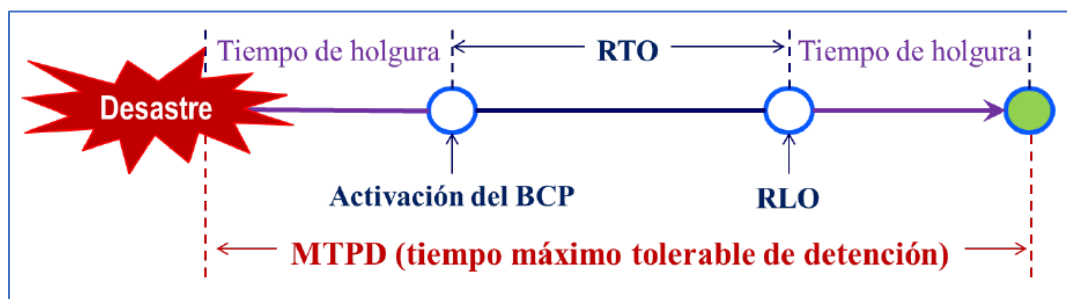 Tiempo de holgura
RTO
Tiempo de holgura
Desastre
Activación del BCP
RLO
MTPD (tiempo máximo tolerable de detención)